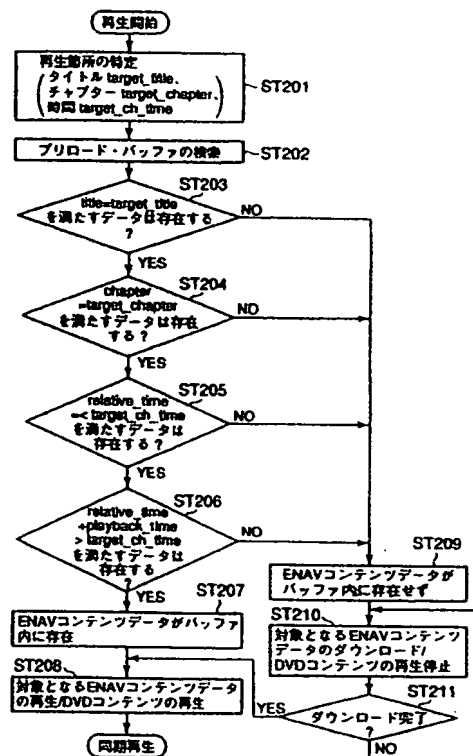 再生開始
再生箇所の特定
タイトル target_title、
チャプター target_chapter、
時間 target_ch_time
ST201
プリロード・バッファの検索
ST202
ST203
title=target_title
を満たすデータは存在する
?
NO
YES
ST204
chapter
=target_chapter
を満たすデータは存在
する?
NO
YES
ST205
relative_time
=< target_ch_time
を満たすデータは
存在する?
NO
YES
ST206
relative_time
+playback_time
> target_ch_time
を満たすデータは
存在する
?
NO
YES
ST207
ENAVコンテンツデータがバッファ
内に存在
ST209
ENAVコンテンツデータが
バッファ内に存在せず
ST210
対象となるENAVコンテンツ
データのダウンロード/
DVDコンテンツの再生停止
ST208
対象となるENAVコンテンツデータ
の再生/DVDコンテンツの再生
ST211
ダウンロード完了
?
YES
NO
同期再生